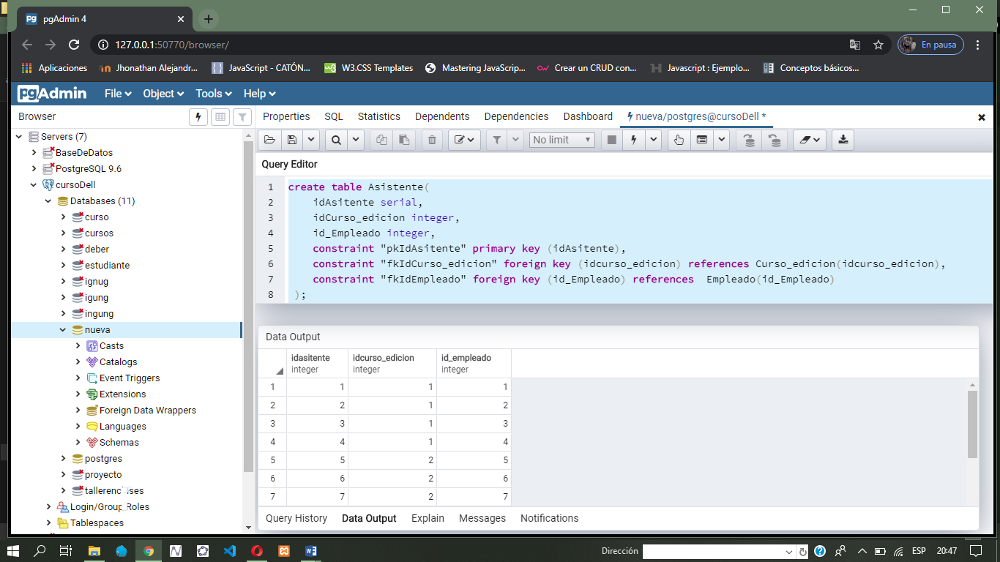 pgAdmin 4
127.0.0.1:50770/browser/
En pausa
Aplicaciones
Jhonathan Alejandr...
JavaScript - CATÓN...
W3.CSS Templates
Mastering JavaScrip...
Crear un CRUD con...
Javascript : Ejemplo...
Conceptos básicos...
pgAdmin
File
Object
Tools
Help
Browser
Properties
SQL
Statistics
Dependents
Dependencies
Dashboard
nueva/postgres@cursoDell *
Servers (7)
BaseDeDatos
PostgreSQL 9.6
cursoDell
Databases (11)
curso
cursos
deber
estudiante
ignug
igung
ingung
nueva
Casts
Catalogs
Event Triggers
Extensions
Foreign Data Wrappers
Languages
Schemas
postgres
proyecto
Tablespaces
No limit
Query Editor
1 create table Asistente(
2 idAsitente serial,
3 idCurso_edicion integer,
4 id_Empleado integer,
5 constraint "pkIdAsitente" primary key (idAsitente),
6 constraint "fkIdCurso_edicion" foreign key (idcurso_edicion) references Curso_edicion(idcurso_edicion),
7 constraint "fkIdEmpleado" foreign key (id_Empleado) references  Empleado(id_Empleado)
8 );
Data Output
idasitente idcurso_edicion id_empleado
integer integer integer
1 1 1 1
2 2 1 2
3 3 1 3
4 4 1 4
5 5 2 5
6 6 2 6
7 7 2 7
Query History
Data Output
Explain
Messages
Notifications
Dirección
ESP
20:47